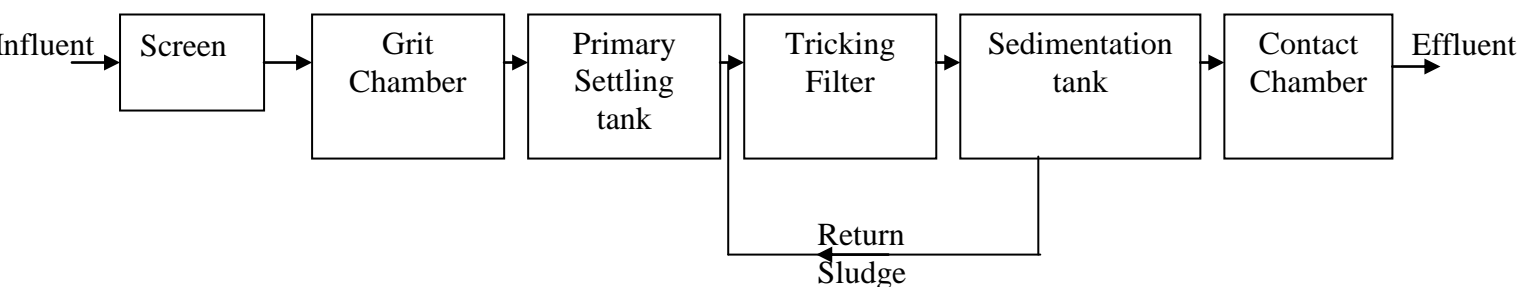 Influent
Screen
Grit
Chamber
Primary
Settling
tank
Tricking
Filter
Sedimentation
tank
Contact
Chamber
Effluent
Return
Sludge